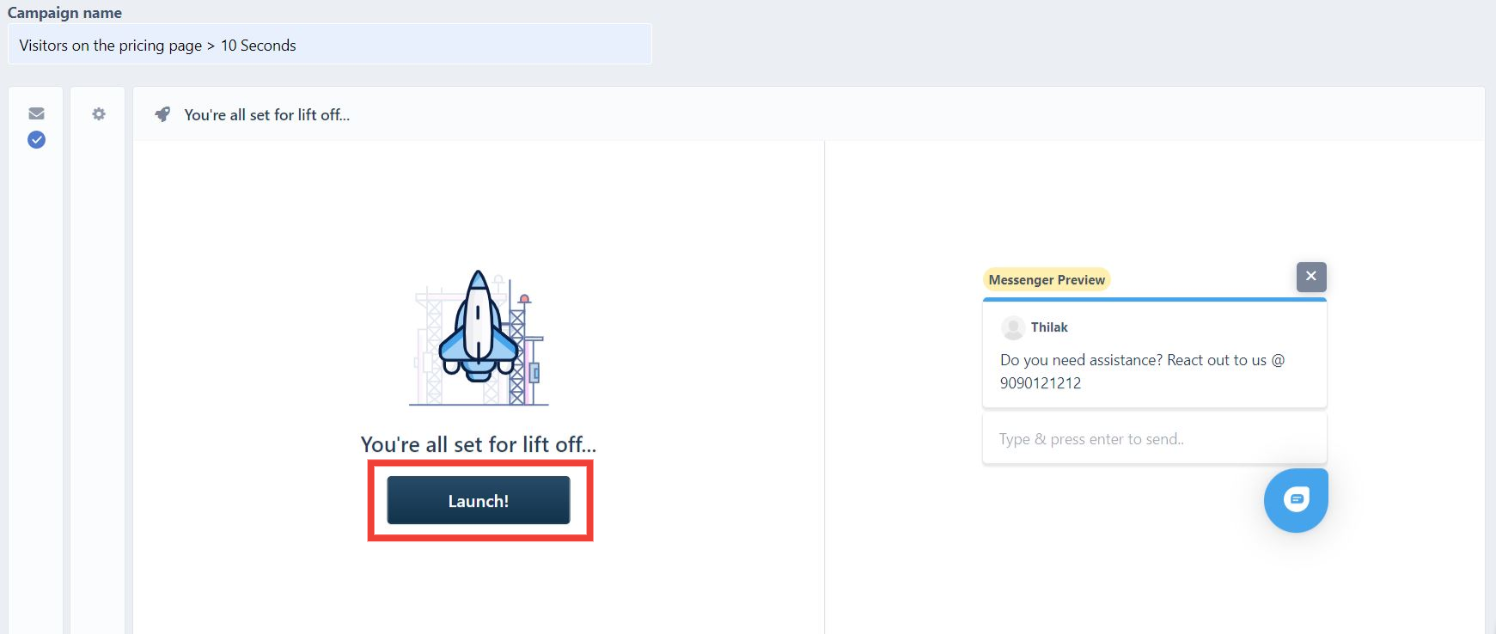 Campaign name
Visitors on the pricing page > 10 Seconds
You're all set for lift off...
Messenger Preview
Thilak
Do you need assistance? React out to us @
9090121212
Type & press enter to send..
You're all set for lift off...
Launch!